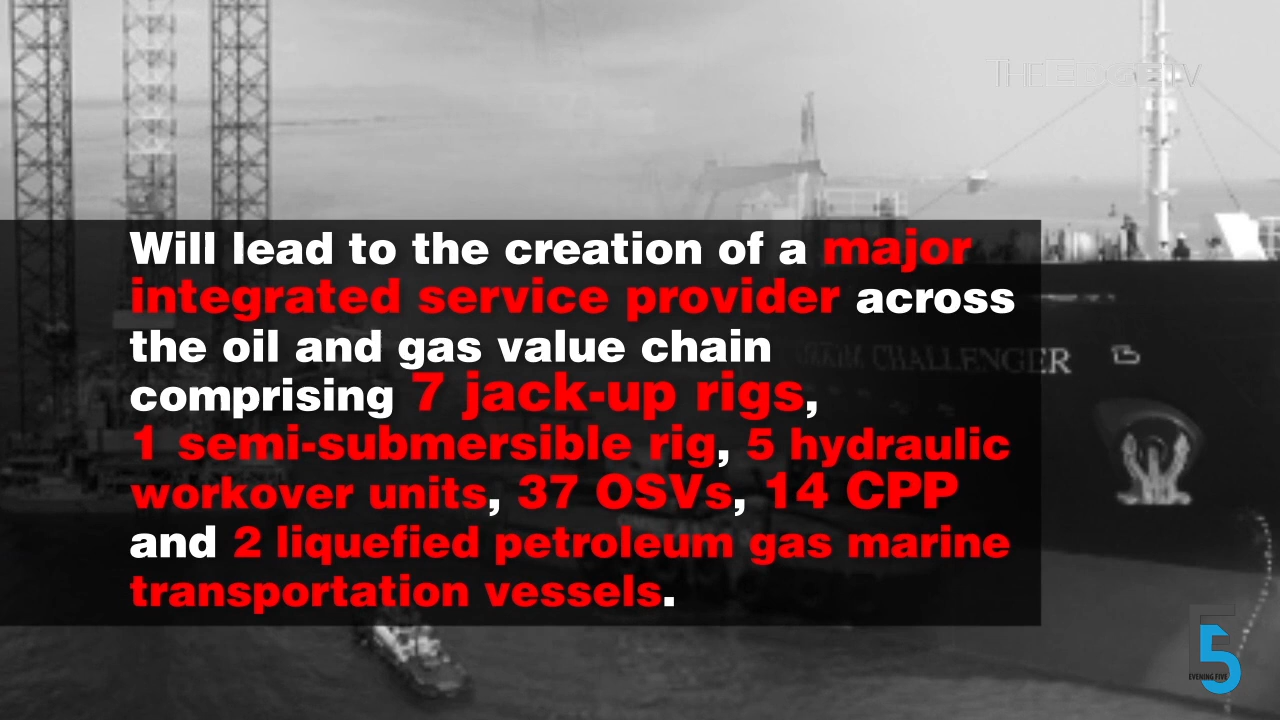 THEEDGETV
Will lead to the creation of a major
integrated service provider across
the oil and gas value chain
CHALLENGER
comprising 7 jack-up rigs,
1 semi-submersible rig, 5 hydraulic
workover units, 37 OSVs, 14 CPP
and 2 liquefied petroleum gas marine
transportation vessels.
5
EVENING FIVE